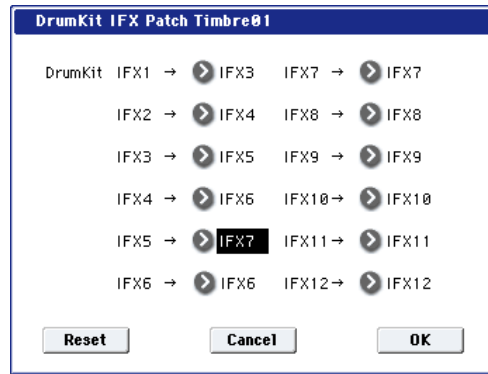 DrumKit IFX Patch Timbre01
DrumKit IFX1 → IFX3 IFX7 → IFX7
IFX2 → IFX4 IFX8 → IFX8
IFX3 → IFX5 IFX9 → IFX9
IFX4 → IFX6 IFX10→ IFX10
IFX5 → IFX7 IFX11→ IFX11
IFX6 → IFX6 IFX12→ IFX12
Reset Cancel OK